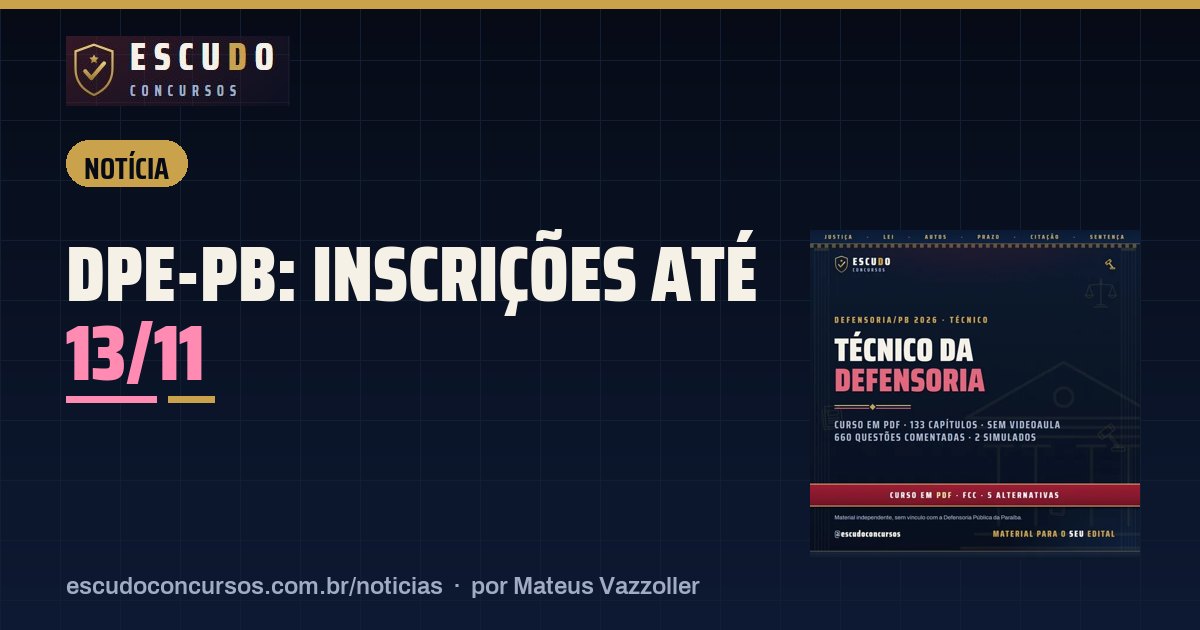 ESCUDO
CONCURSOS
NOTÍCIA
DPE-PB: INSCRIÇÕES ATÉ
13/11
JUSTIÇA · LEI · AUTOS · PRAZO · CITAÇÃO · SENTENÇA
ESCUDO
CONCURSOS
DEFENSORIA/PB 2026 · TÉCNICO
TÉCNICO DA
DEFENSORIA
CURSO EM PDF · 133 CAPÍTULOS · SEM VIDEOAULA
660 QUESTÕES COMENTADAS · 2 SIMULADOS
CURSO EM PDF · FCC · 5 ALTERNATIVAS
Material independente, sem vínculo com a Defensoria Pública da Paraíba.
@escudoconcursos
MATERIAL PARA O SEU EDITAL
escudoconcursos.com.br/noticias · por Mateus Vazzoller